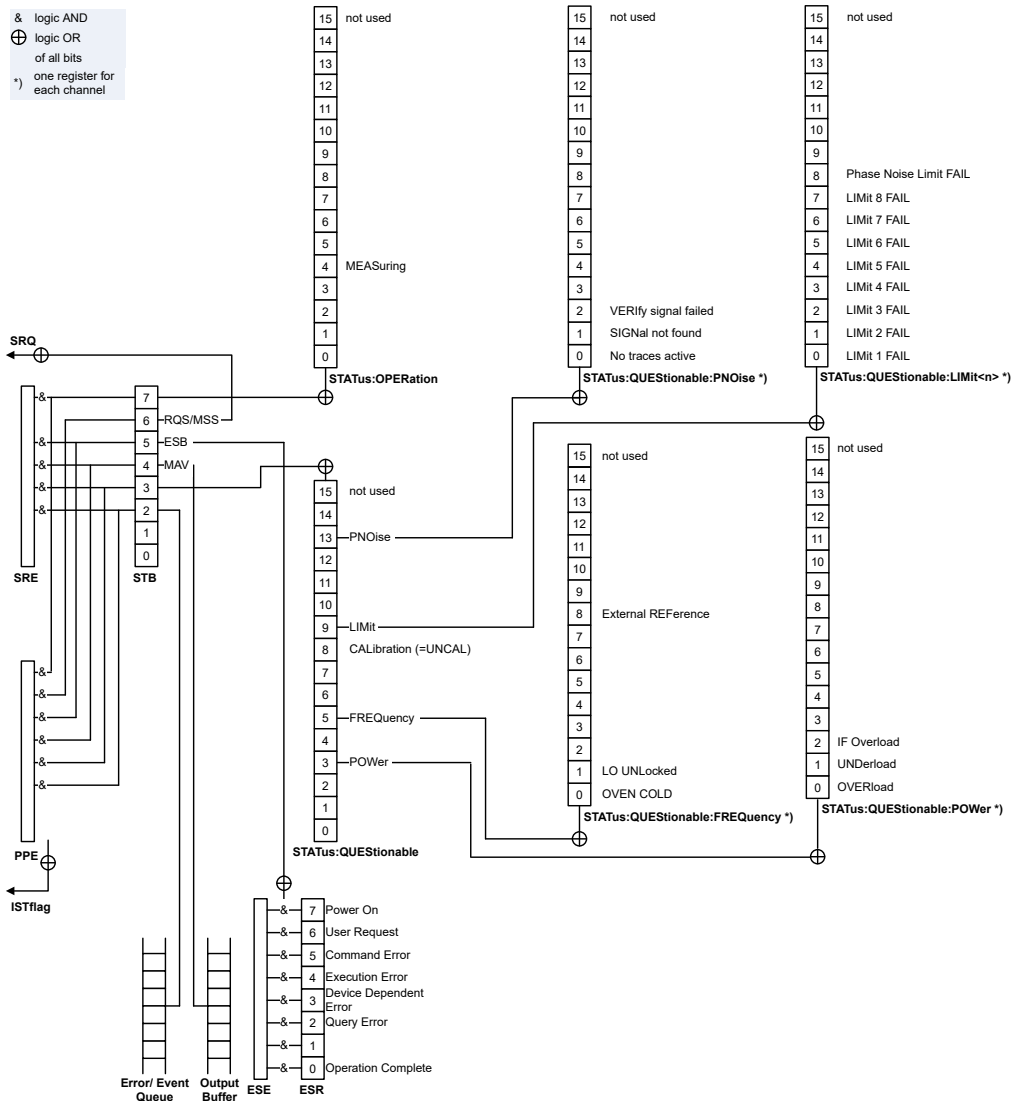 & logic AND
logic OR
of all bits
*) one register for
each channel
15 not used
14
13
12
11
10
9
8
7
6
5
4 MEASuring
3
2
1
0
STATus:OPERation
15 not used
14
13
12
11
10
9
8
7
6
5
4
3
2 VERIfy signal failed
1 SIGNal not found
0 No traces active
STATus:QUEStionable:PNOise *)
15 not used
14
13
12
11
10
9
8 Phase Noise Limit FAIL
7 LIMit 8 FAIL
6 LIMit 7 FAIL
5 LIMit 6 FAIL
4 LIMit 5 FAIL
3 LIMit 4 FAIL
2 LIMit 3 FAIL
1 LIMit 2 FAIL
0 LIMit 1 FAIL
STATus:QUEStionable:LIMit<n> *)
SRQ
&
&
&
&
&
SRE
7
6 RQS/MSS
5 ESB
4 MAV
3
2
1
0
STB
&
&
&
&
&
&
PPE
ISTflag
15 not used
14
13 PNOise
12
11
10
9 LIMit
8 CALibration (=UNCAL)
7
6
5 FREQuency
4
3 POWer
2
1
0
STATus:QUEStionable
15 not used
14
13
12
11
10
9
8 External REFerence
7
6
5
4
3
2
1 LO UNLocked
0 OVEN COLD
STATus:QUEStionable:FREQuency *)
15 not used
14
13
12
11
10
9
8
7
6
5
4
3
2 IF Overload
1 UNDerload
0 OVERload
STATus:QUEStionable:POWer *)
& 7 Power On
& 6 User Request
& 5 Command Error
& 4 Execution Error
& 3 Device Dependent
Error
& 2 Query Error
& 1
& 0 Operation Complete
ESE
ESR
Error/ Event
Queue
Output
Buffer